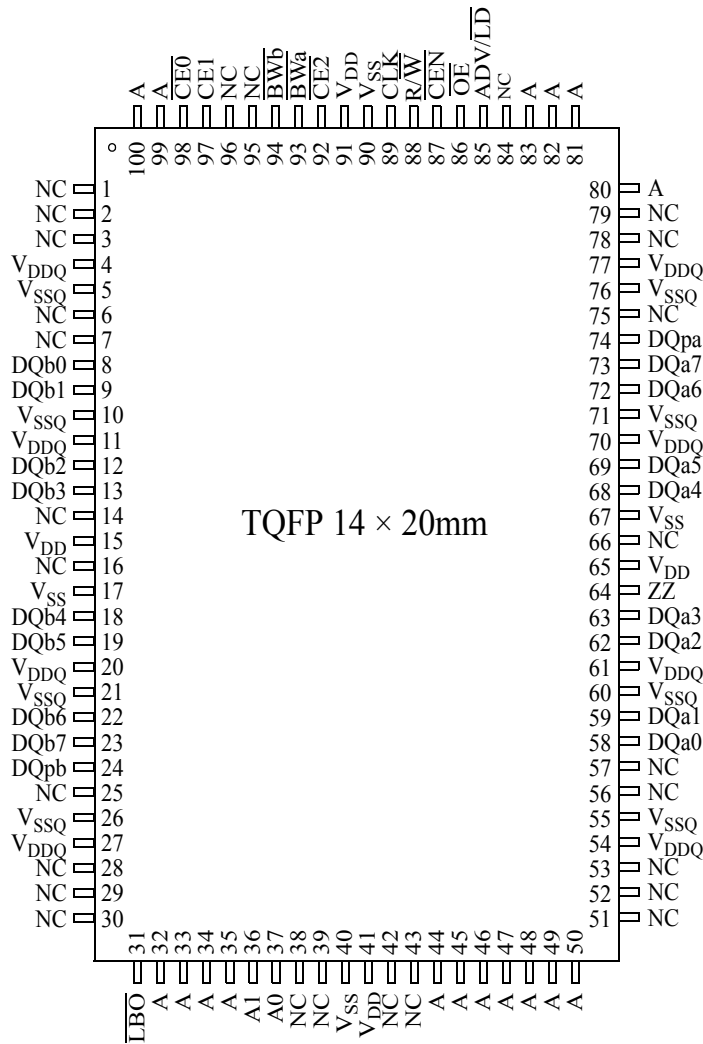 A A C̅E̅0̅ CE1 NC NC B̅W̅b̅ B̅W̅a̅ C̅E̅2̅ VDD VSS CLK R/W̅ C̅E̅N̅ O̅E̅ ADV/L̅D̅ NC A A A
100 99 98 97 96 95 94 93 92 91 90 89 88 87 86 85 84 83 82 81
NC 1
NC 2
NC 3
VDDQ 4
VSSQ 5
NC 6
NC 7
DQb0 8
DQb1 9
VSSQ 10
VDDQ 11
DQb2 12
DQb3 13
NC 14
VDD 15
NC 16
VSS 17
DQb4 18
DQb5 19
VDDQ 20
VSSQ 21
DQb6 22
DQb7 23
DQpb 24
NC 25
VSSQ 26
VDDQ 27
NC 28
NC 29
NC 30
TQFP 14 × 20mm
80 A
79 NC
78 NC
77 VDDQ
76 VSSQ
75 NC
74 DQpa
73 DQa7
72 DQa6
71 VSSQ
70 VDDQ
69 DQa5
68 DQa4
67 VSS
66 NC
65 VDD
64 ZZ
63 DQa3
62 DQa2
61 VDDQ
60 VSSQ
59 DQa1
58 DQa0
57 NC
56 NC
55 VSSQ
54 VDDQ
53 NC
52 NC
51 NC
31 32 33 34 35 36 37 38 39 40 41 42 43 44 45 46 47 48 49 50
L̅B̅O̅ A A A A A1 A0 NC NC VSS VDD NC NC A A A A A A A